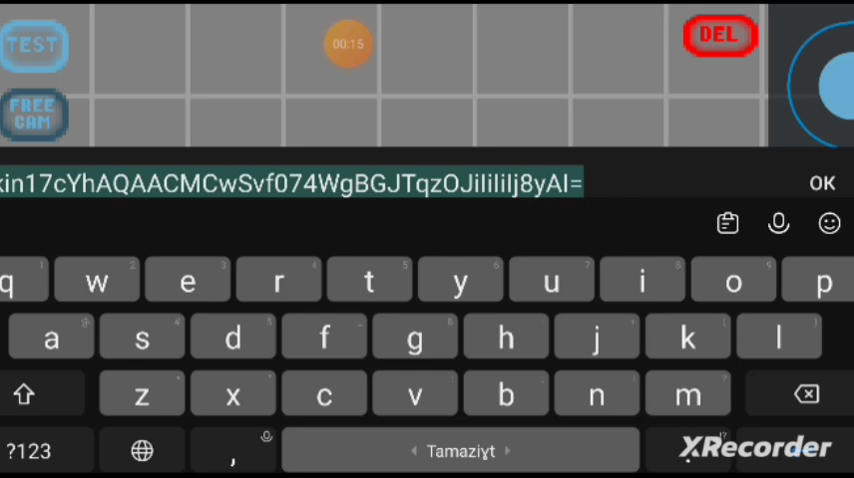 TEST
00:15
DEL
FREE
CAM
kin17cYhAQAACMCwSvf074WgBGJTqzOJiIiIiIj8yAI=
OK
q w e r t y u i o p
a s d f g h j k l
z x c v b n m
?123
,
Tamaziɣt
XRecorder